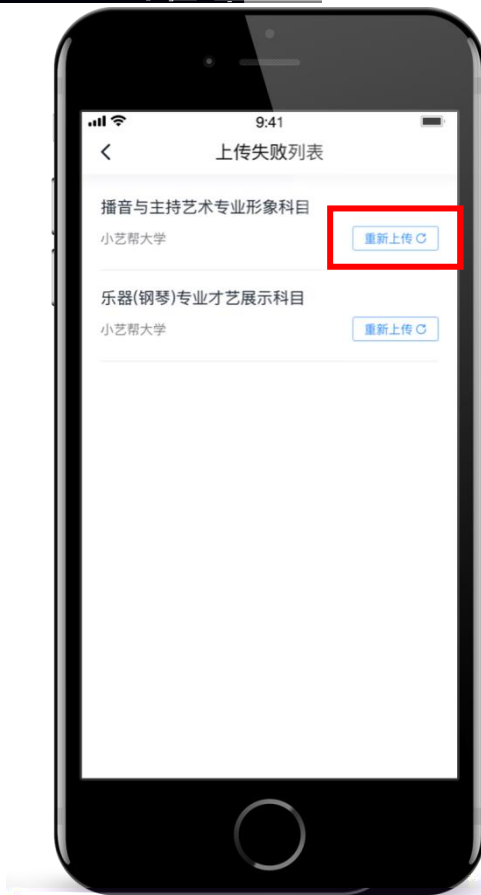 9:41
上传失败列表
播音与主持艺术专业形象科目
小艺帮大学
重新上传
乐器(钢琴)专业才艺展示科目
小艺帮大学
重新上传